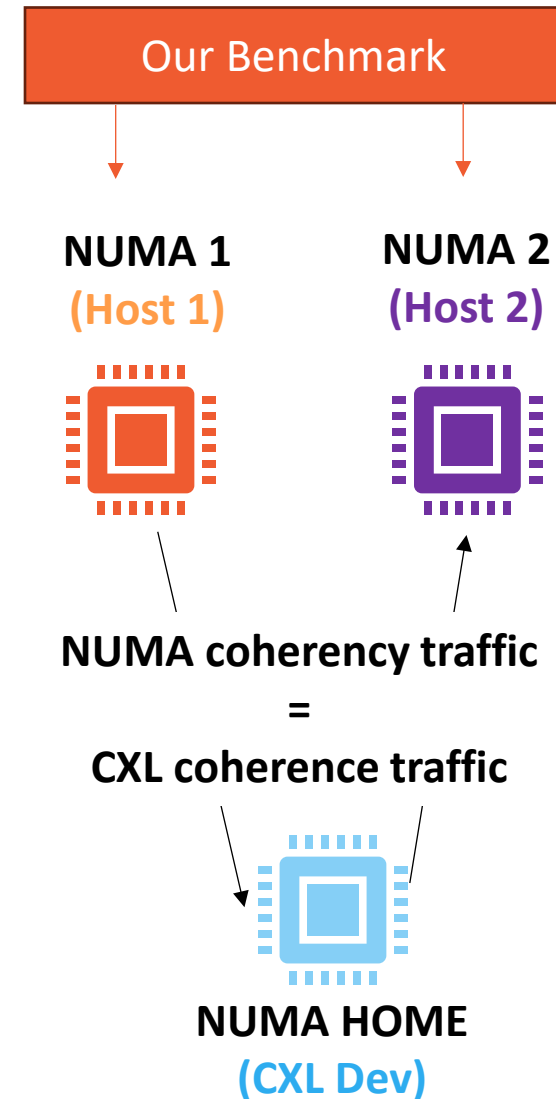 Our Benchmark
NUMA 1
(Host 1)
NUMA 2
(Host 2)
NUMA coherency traffic
=
CXL coherence traffic
NUMA HOME
(CXL Dev)